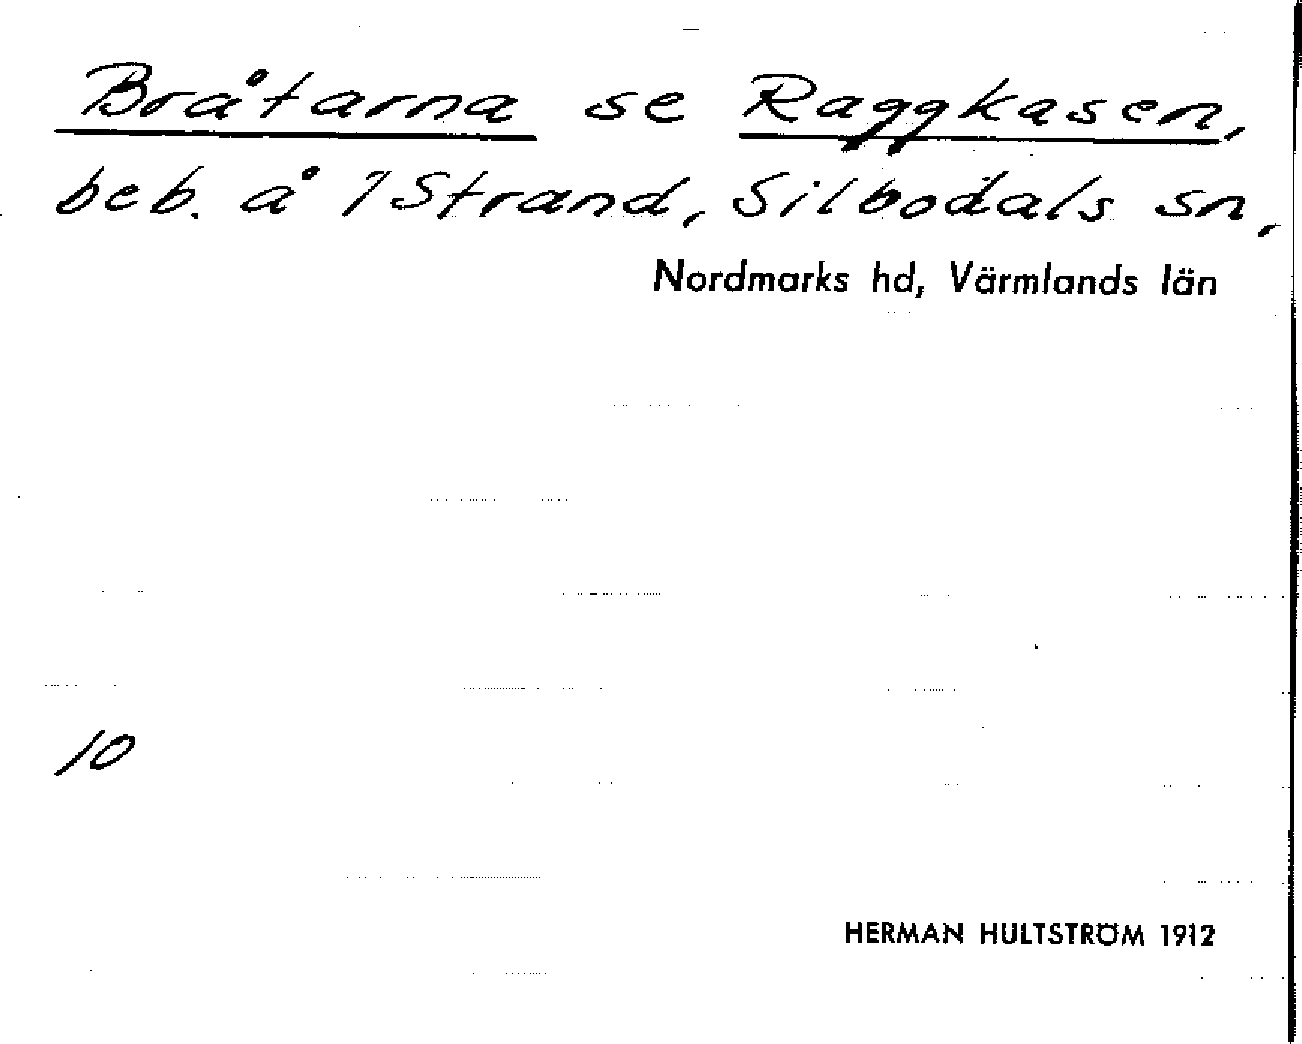 Bråtarna se Raggkasen,
beb. å 1 Strand, Silbodals sn,
Nordmarks hd, Värmlands län
10
HERMAN HULTSTRÖM 1912